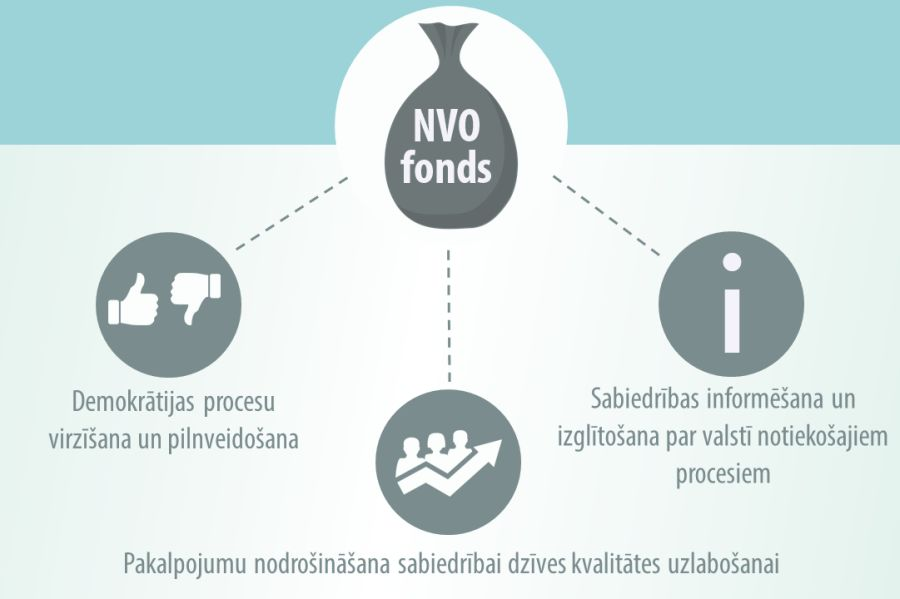 NVO
fonds
Demokrātijas procesu
virzīšana un pilnveidošana
Sabiedrības informēšana un
izglītošana par valstī notiekošajiem
procesiem
Pakalpojumu nodrošināšana sabiedrībai dzīves kvalitātes uzlabošanai